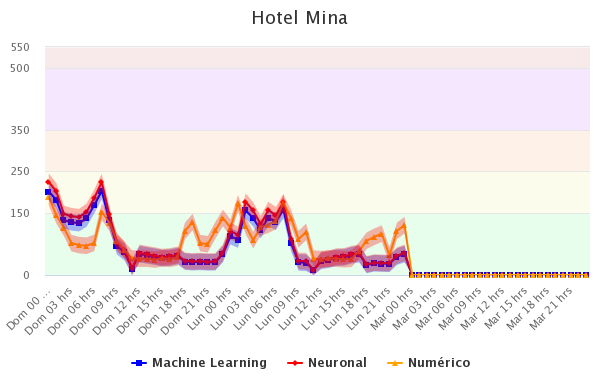 Hotel Mina
550
500
350
250
150
0
Dom 00 ...
Dom 03 hrs
Dom 06 hrs
Dom 09 hrs
Dom 12 hrs
Dom 15 hrs
Dom 18 hrs
Dom 21 hrs
Lun 00 hrs
Lun 03 hrs
Lun 06 hrs
Lun 09 hrs
Lun 12 hrs
Lun 15 hrs
Lun 18 hrs
Lun 21 hrs
Mar 00 hrs
Mar 03 hrs
Mar 06 hrs
Mar 09 hrs
Mar 12 hrs
Mar 15 hrs
Mar 18 hrs
Mar 21 hrs
Machine Learning Neuronal Numérico